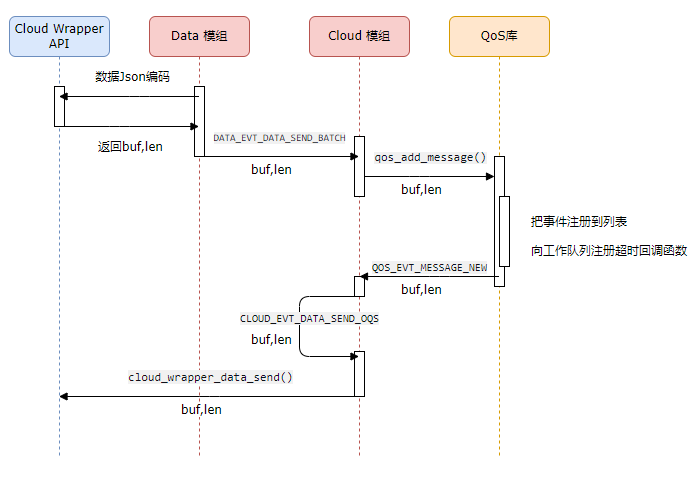 Cloud Wrapper
API
Data 模组
Cloud 模组
QoS库
数据Json编码
返回buf,len
DATA_EVT_DATA_SEND_BATCH
buf,len
qos_add_message()
buf,len
把事件注册到列表
向工作队列注册超时回调函数
QOS_EVT_MESSAGE_NEW
buf,len
CLOUD_EVT_DATA_SEND_OQS
buf,len
cloud_wrapper_data_send()
buf,len